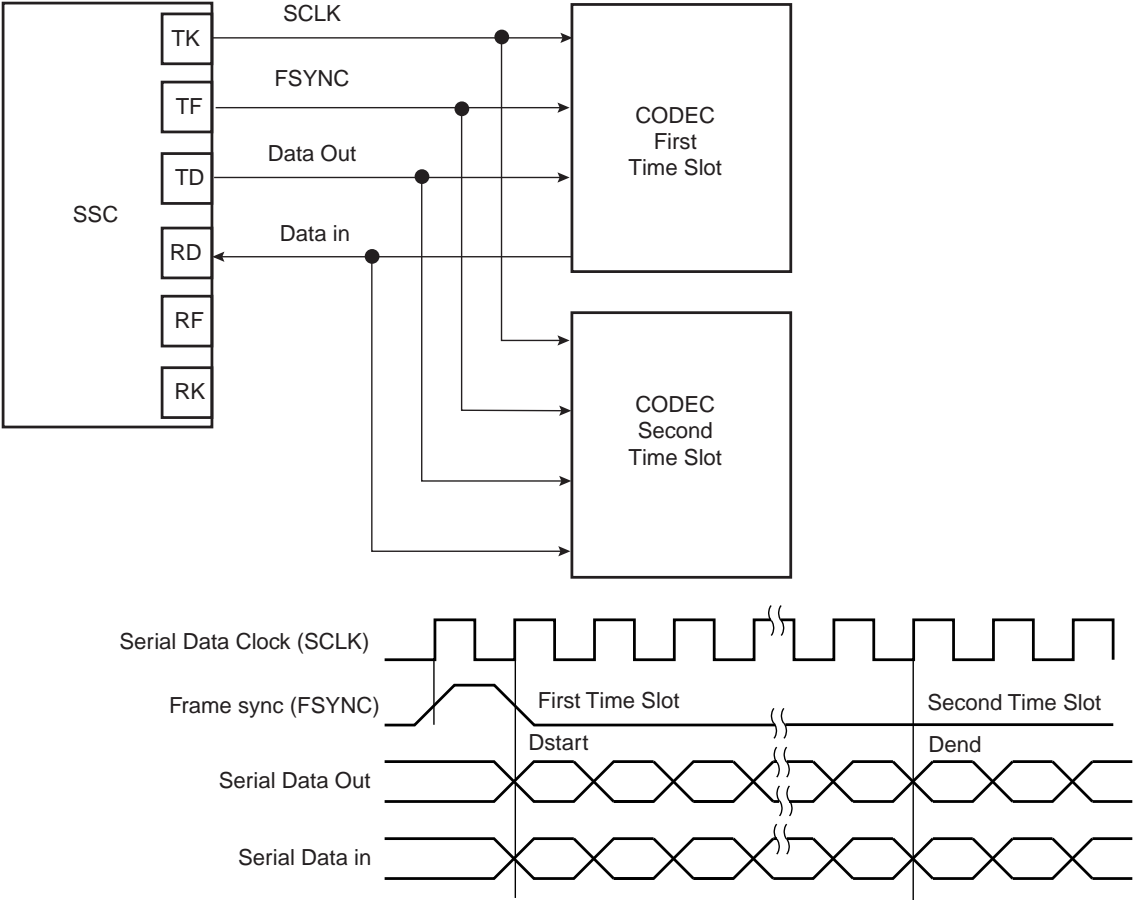 SCLK
TK
FSYNC
TF
CODEC
First
Time Slot
Data Out
TD
SSC
Data in
RD
RF
RK
CODEC
Second
Time Slot
Serial Data Clock (SCLK)
Frame sync (FSYNC)
First Time Slot
Second Time Slot
Dstart
Dend
Serial Data Out
Serial Data in